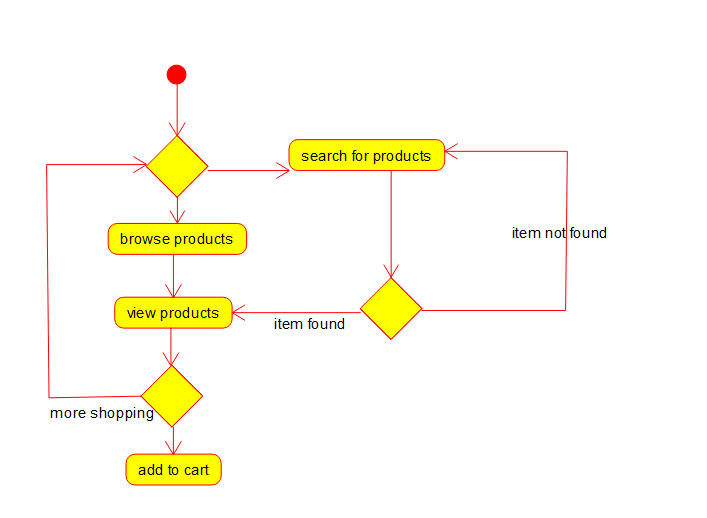 search for products
browse products
item not found
view products
item found
more shopping
add to cart